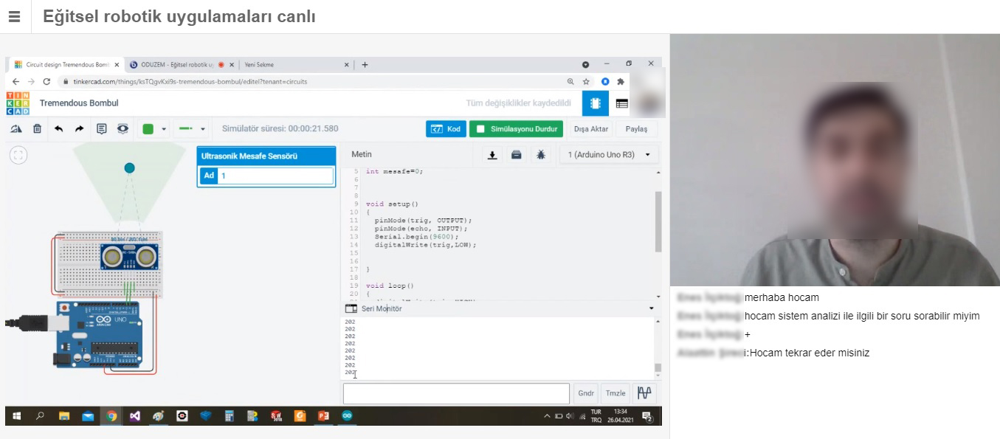 Eğitsel robotik uygulamaları canlı
Circuit design Tremendous Bomb
ODUZEM - Eğitsel robotik uy
Yeni Sekme
tinkercad.com/things/ksTQgvKxi9s-tremendous-bombul/editel?tenant=circuits
TIN
KER
CAD
Tremendous Bombul
Tüm değişiklikler kaydedildi
Simülatör süresi: 00:00:21.580
Kod
Simülasyonu Durdur
Dışa Aktar
Paylaş
Ultrasonik Mesafe Sensörü
Ad 1
Metin
1 (Arduino Uno R3)
5 int mesafe=0;
6
7
8
9 void setup()
10 {
11 pinMode(trig, OUTPUT);
12 pinMode(echo, INPUT);
13 Serial.begin(9600);
14 digitalWrite(trig,LOW);
15
16
17 }
18
19 void loop()
20 {
UNO
Seri Monitör
202
202
202
202
202
202
202
202
Gndr
Tmzle
TUR
TRQ
13:34
26.04.2021
2
merhaba hocam
hocam sistem analizi ile ilgili bir soru sorabilir miyim
+
:Hocam tekrar eder misiniz